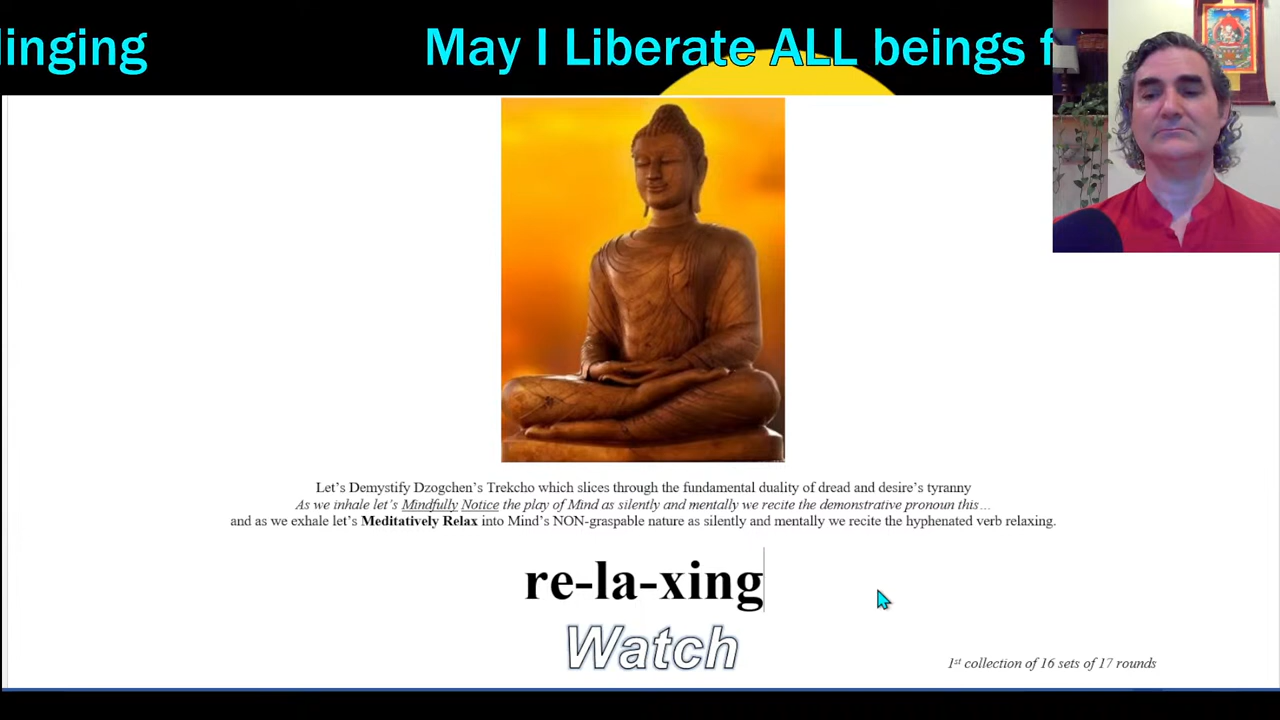 linging May I Liberate ALL beings f
Let's Demystify Dzogchen's Trekcho which slices through the fundamental duality of dread and desire's tyranny
As we inhale let's Mindfully Notice the play of Mind as silently and mentally we recite the demonstrative pronoun this…
and as we exhale let's Meditatively Relax into Mind's NON-graspable nature as silently and mentally we recite the hyphenated verb relaxing.
re-la-xing
Watch
1st collection of 16 sets of 17 rounds